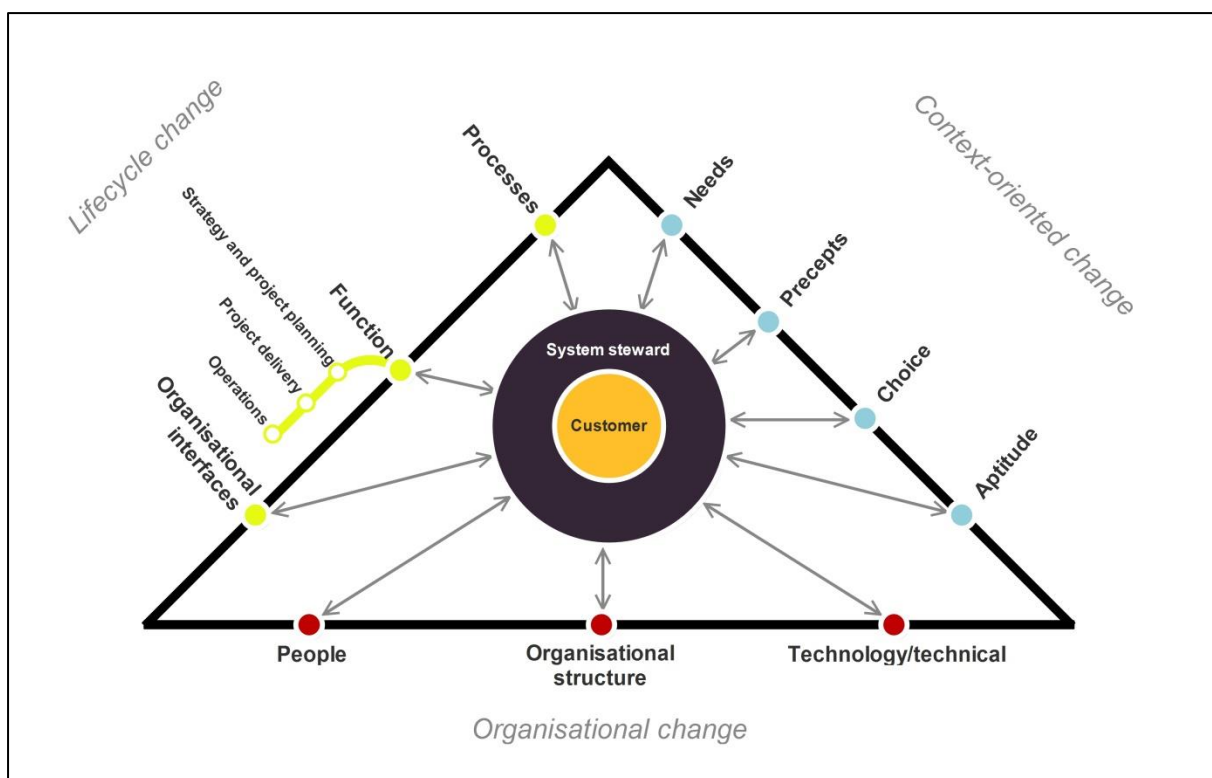 Lifecycle change
Context-oriented change
Processes
Needs
Strategy and project planning
Precepts
Project delivery
Function
Operations
System steward
Choice
Customer
Organisational
interfaces
Aptitude
People
Organisational
structure
Technology/technical
Organisational change